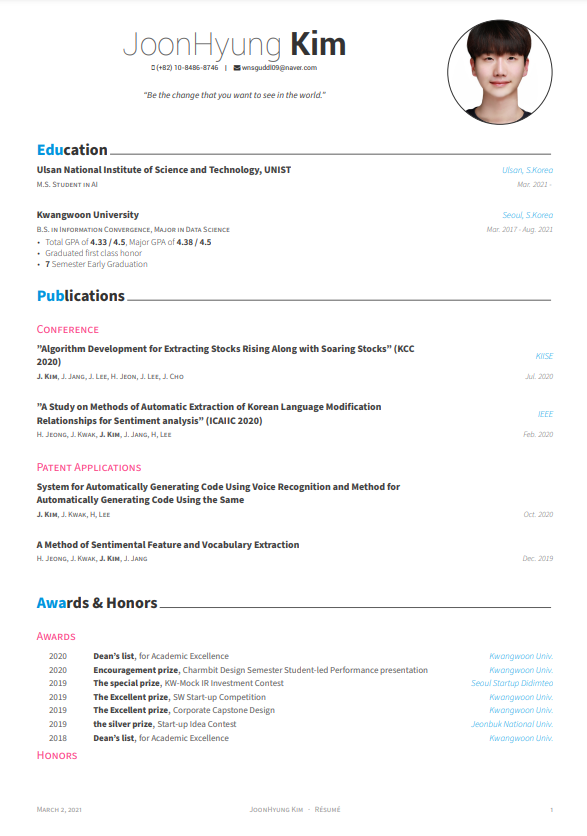 JoonHyung Kim
(+82) 10-8486-8746 | wnsguddl09@naver.com
"Be the change that you want to see in the world."
Education
Ulsan National Institute of Science and Technology, UNIST Ulsan, S.Korea
M.S. Student in AI Mar. 2021 -
Kwangwoon University Seoul, S.Korea
B.S. in Information Convergence, Major in Data Science Mar. 2017 - Aug. 2021
• Total GPA of 4.33 / 4.5, Major GPA of 4.38 / 4.5
• Graduated first class honor
• 7 Semester Early Graduation
Publications
Conference
"Algorithm Development for Extracting Stocks Rising Along with Soaring Stocks" (KCC
2020) KIISE
J. Kim, J. Jang, J. Lee, H. Jeon, J. Lee, J. Cho Jul. 2020
"A Study on Methods of Automatic Extraction of Korean Language Modification
Relationships for Sentiment analysis" (ICAIIC 2020) IEEE
H. Jeong, J. Kwak, J. Kim, J. Jang, H, Lee Feb. 2020
Patent Applications
System for Automatically Generating Code Using Voice Recognition and Method for
Automatically Generating Code Using the Same
J. Kim, J. Kwak, H, Lee Oct. 2020
A Method of Sentimental Feature and Vocabulary Extraction
H. Jeong, J. Kwak, J. Kim, J. Jang Dec. 2019
Awards & Honors
Awards
2020 Dean's list, for Academic Excellence Kwangwoon Univ.
2020 Encouragement prize, Charmbit Design Semester Student-led Performance presentation Kwangwoon Univ.
2019 The special prize, KW-Mock IR Investment Contest Seoul Startup Didimteo
2019 The Excellent prize, SW Start-up Competition Kwangwoon Univ.
2019 The Excellent prize, Corporate Capstone Design Kwangwoon Univ.
2019 the silver prize, Start-up Idea Contest Jeonbuk National Univ.
2018 Dean's list, for Academic Excellence Kwangwoon Univ.
Honors
March 2, 2021 JoonHyung Kim · Résumé 1